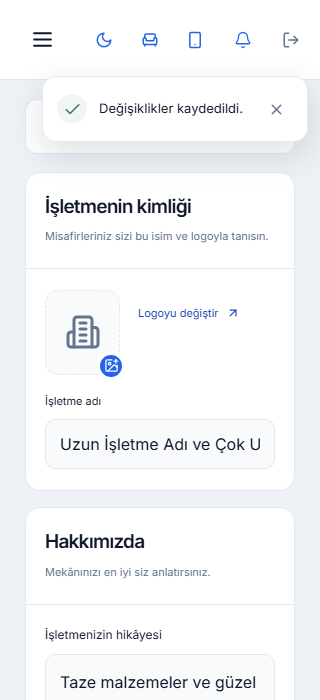 Değişiklikler kaydedildi.
İşletmenin kimliği
Misafirleriniz sizi bu isim ve logoyla tanısın.
Logoyu değiştir
İşletme adı
Uzun İşletme Adı ve Çok U
Hakkımızda
Mekânınızı en iyi siz anlatırsınız.
İşletmenizin hikâyesi
Taze malzemeler ve güzel